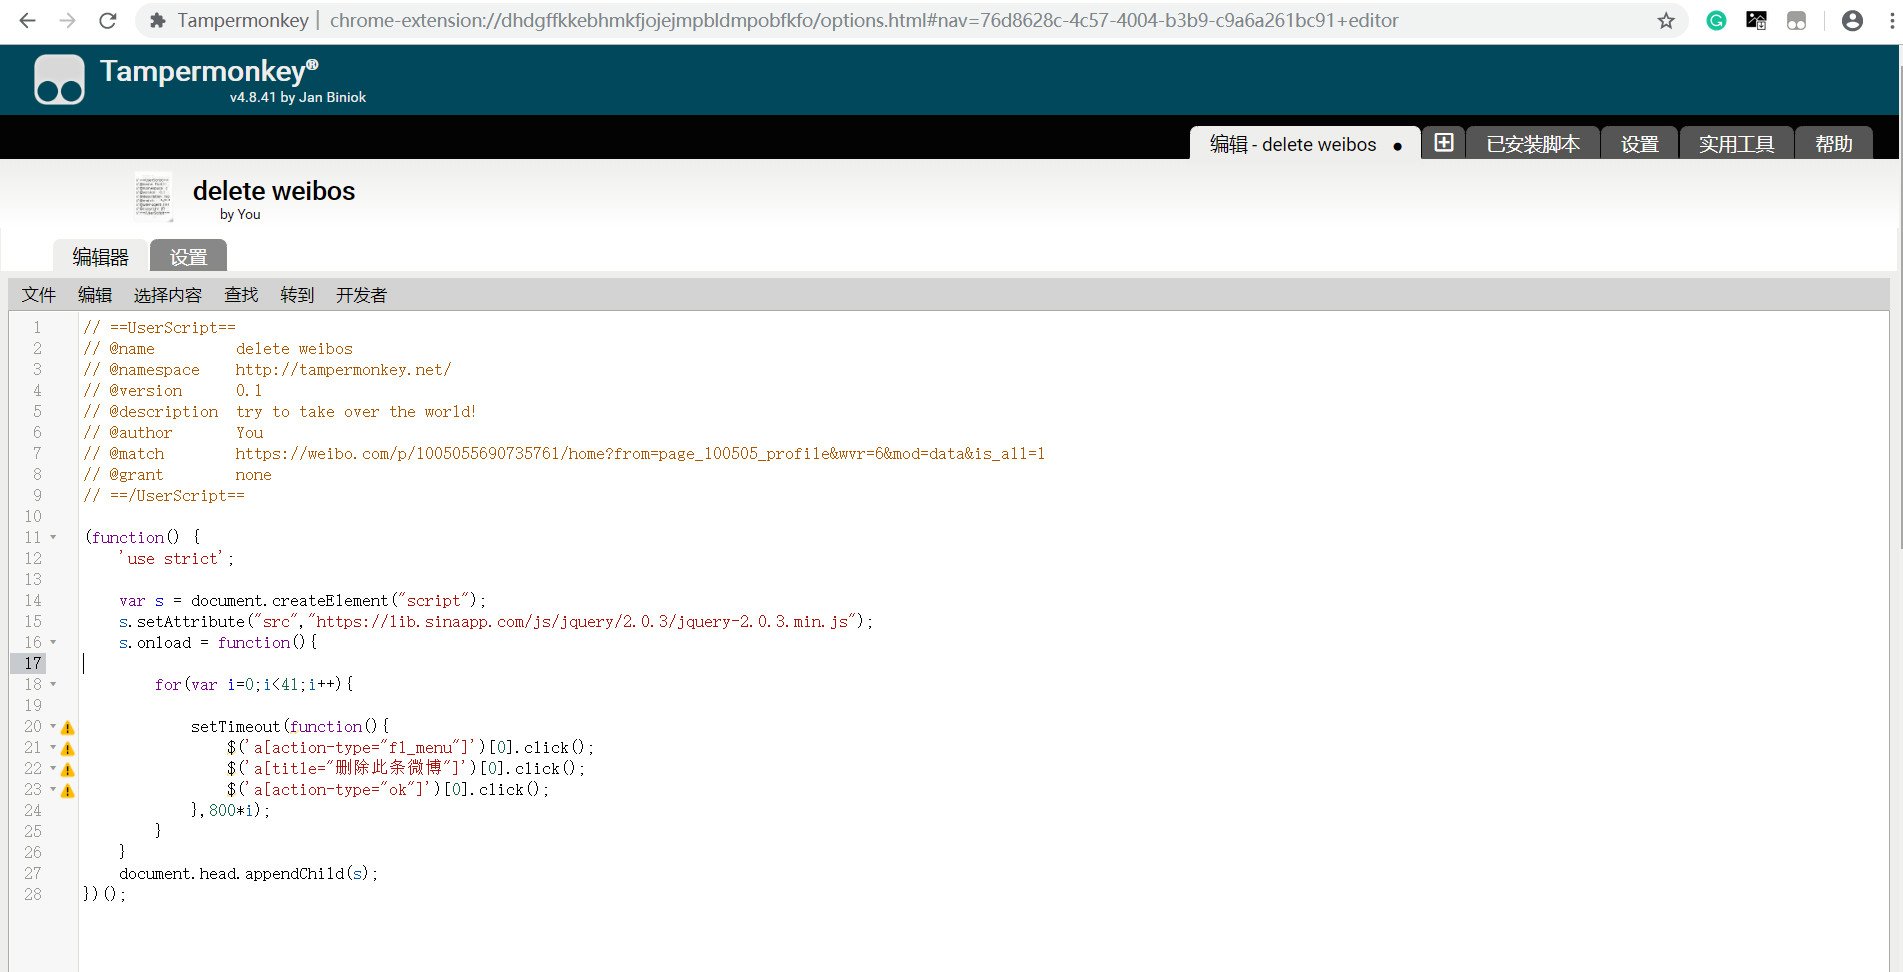 Tampermonkey | chrome-extension://dhdgffkkebhmkfjojejmpbldmpobfkfo/options.html#nav=76d8628c-4c57-4004-b3b9-c9a6a261bc91+editor
Tampermonkey®
v4.8.41 by Jan Biniok
编辑 - delete weibos ● 已安装脚本 设置 实用工具 帮助
delete weibos
by You
编辑器 设置
文件 编辑 选择内容 查找 转到 开发者
1 // ==UserScript==
2 // @name         delete weibos
3 // @namespace    http://tampermonkey.net/
4 // @version      0.1
5 // @description  try to take over the world!
6 // @author       You
7 // @match        https://weibo.com/p/1005055690735761/home?from=page_100505_profile&wvr=6&mod=data&is_all=1
8 // @grant        none
9 // ==/UserScript==
10
11 (function() {
12     'use strict';
13
14     var s = document.createElement("script");
15     s.setAttribute("src","https://lib.sinaapp.com/js/jquery/2.0.3/jquery-2.0.3.min.js");
16     s.onload = function(){
17
18         for(var i=0;i<41;i++){
19
20             setTimeout(function(){
21                 $('a[action-type="fl_menu"]')[0].click();
22                 $('a[title="删除此条微博"]')[0].click();
23                 $('a[action-type="ok"]')[0].click();
24             },800*i);
25         }
26     }
27     document.head.appendChild(s);
28 })();